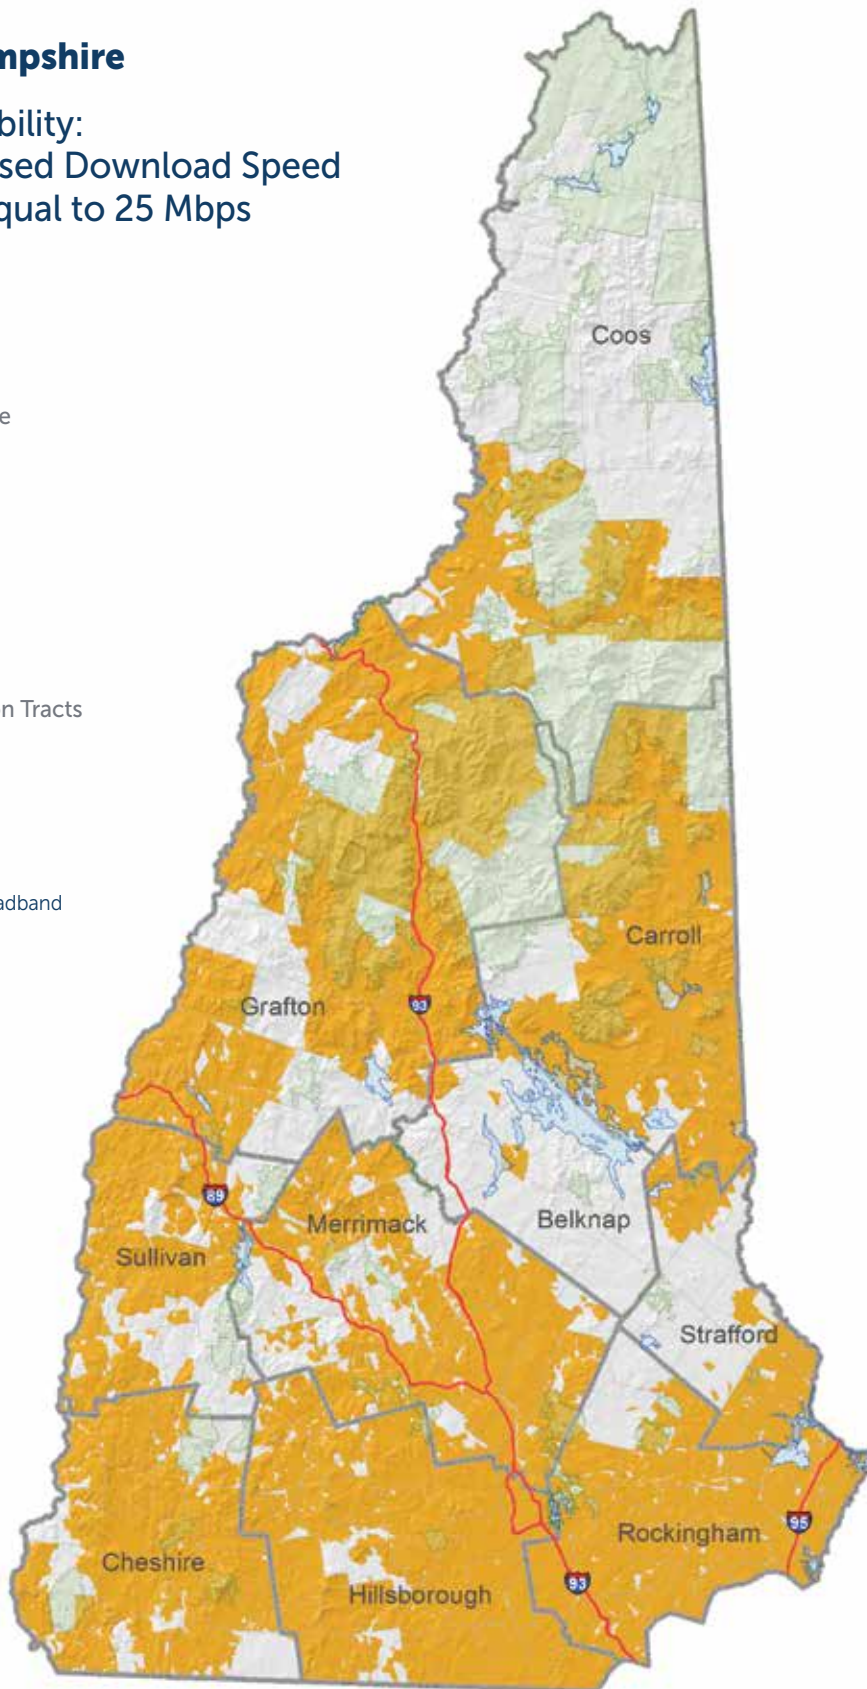 mpshire
bility:
sed Download Speed
qual to 25 Mbps
Coos
e
n Tracts
adband
Carroll
Grafton
93
89
Merrimack
Belknap
Sullivan
Strafford
95
Rockingham
Cheshire
93
Hillsborough